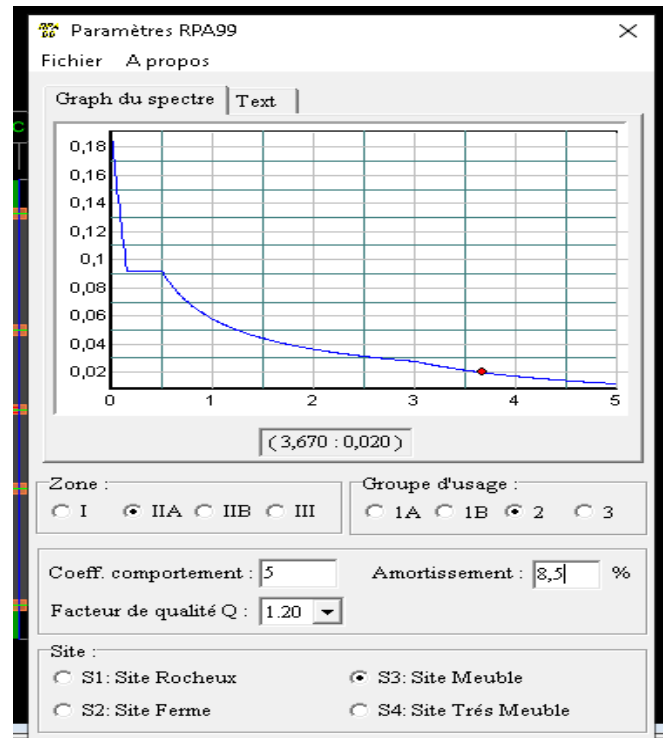 Paramètres RPA99
Fichier A propos
Graph du spectre Text
0,18
0,16
0,14
0,12
0,1
0,08
0,06
0,04
0,02
0 1 2 3 4 5
( 3,670 : 0,020 )
Zone :
I IIA IIB III
Groupe d'usage :
1A 1B 2 3
Coeff. comportement : 5
Amortissement : 8,5 %
Facteur de qualité Q : 1.20
Site :
S1: Site Rocheux
S3: Site Meuble
S2: Site Ferme
S4: Site Trés Meuble
C